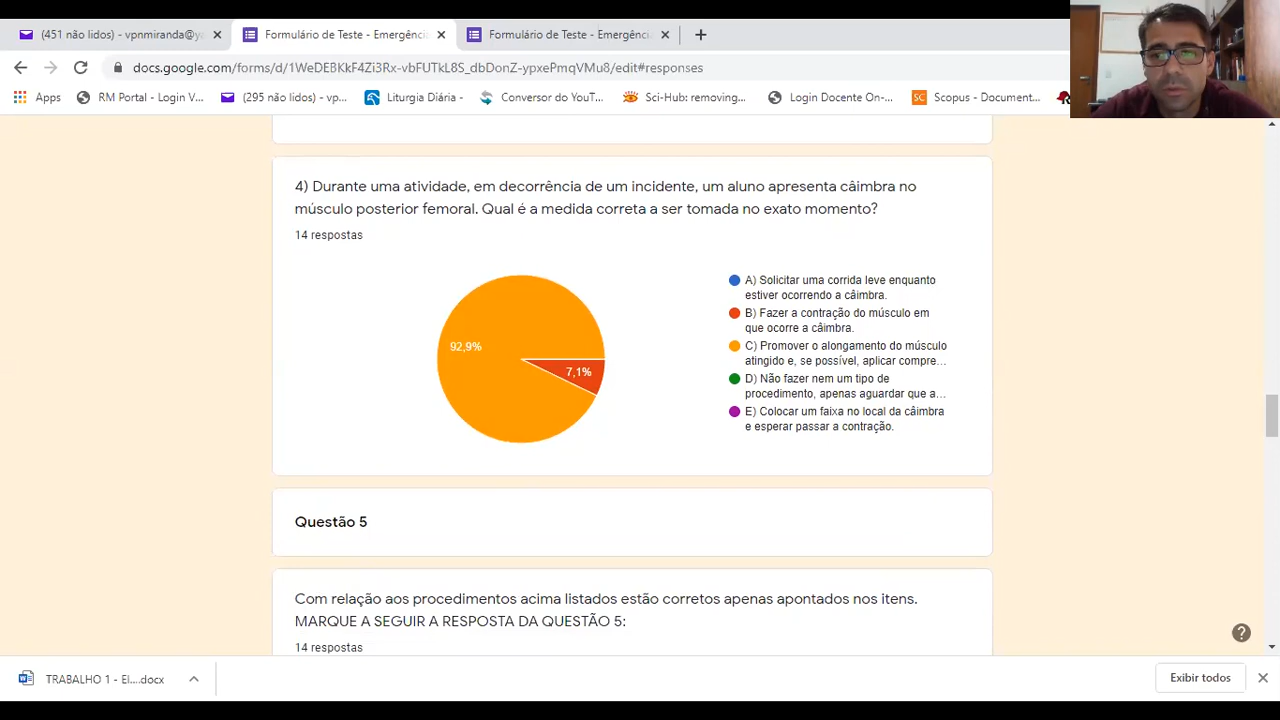 (451 não lidos) - vpnmiranda@y
Formulário de Teste - Emergênci
Formulário de Teste - Emergênci
docs.google.com/forms/d/1WeDEBKkF4Zi3Rx-vbFUTkL8S_dbDonZ-ypxePmqVMu8/edit#responses
Apps
RM Portal - Login V...
(295 não lidos) - vp...
Liturgia Diária -
Conversor do YouT...
Sci-Hub: removing...
Login Docente On-...
SC
Scopus - Document...
4) Durante uma atividade, em decorrência de um incidente, um aluno apresenta câimbra no
músculo posterior femoral. Qual é a medida correta a ser tomada no exato momento?
14 respostas
92,9%
7,1%
A) Solicitar uma corrida leve enquanto
estiver ocorrendo a câimbra.
B) Fazer a contração do músculo em
que ocorre a câimbra.
C) Promover o alongamento do músculo
atingido e, se possível, aplicar compre...
D) Não fazer nem um tipo de
procedimento, apenas aguardar que a...
E) Colocar um faixa no local da câimbra
e esperar passar a contração.
Questão 5
Com relação aos procedimentos acima listados estão corretos apenas apontados nos itens.
MARQUE A SEGUIR A RESPOSTA DA QUESTÃO 5:
14 respostas
TRABALHO 1 - El....docx
Exibir todos